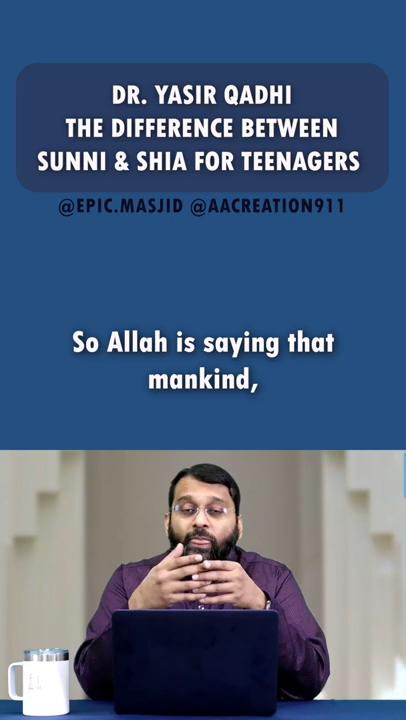 DR. YASIR QADHI
THE DIFFERENCE BETWEEN
SUNNI & SHIA FOR TEENAGERS
@EPIC.MASJID @AACREATION911
So Allah is saying that
mankind,